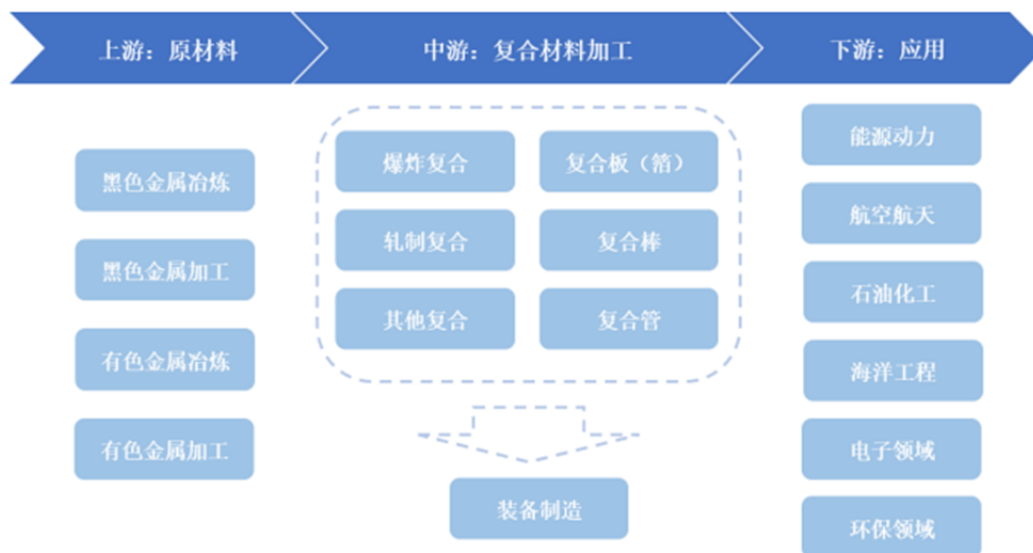 上游：原材料
中游：复合材料加工
下游：应用
黑色金属冶炼
黑色金属加工
有色金属冶炼
有色金属加工
爆炸复合
复合板（箔）
轧制复合
复合棒
其他复合
复合管
装备制造
能源动力
航空航天
石油化工
海洋工程
电子领域
环保领域